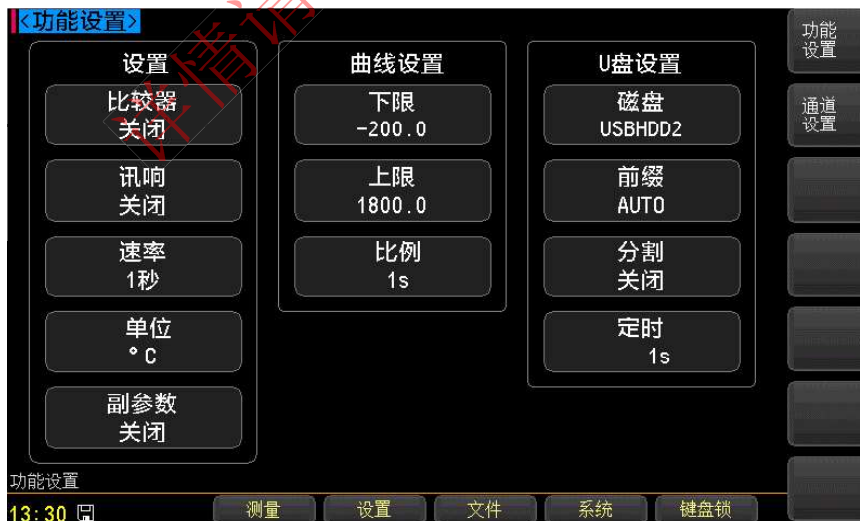 <功能设置>
设置
比较器
关闭
讯响
关闭
速率
1秒
单位
°C
副参数
关闭
曲线设置
下限
-200.0
上限
1800.0
比例
1s
U盘设置
磁盘
USBHDD2
前缀
AUTO
分割
关闭
定时
1s
功能
设置
通道
设置
详情请
功能设置
13:30
测量
设置
文件
系统
键盘锁